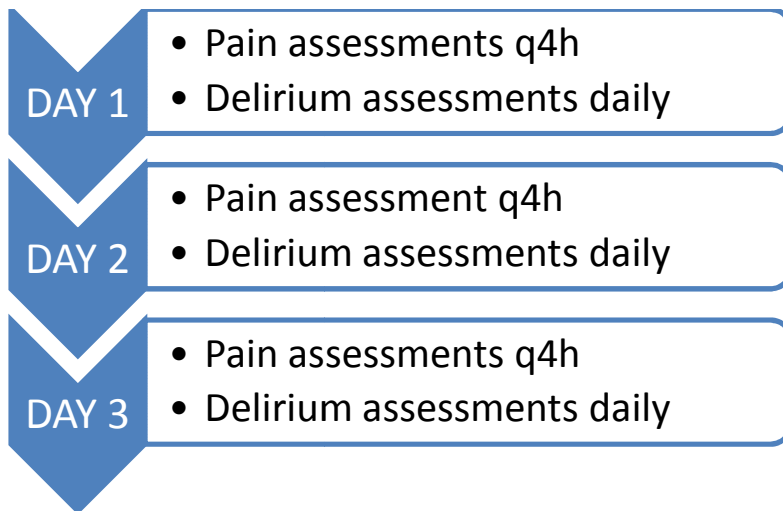 DAY 1
• Pain assessments q4h
• Delirium assessments daily
DAY 2
• Pain assessment q4h
• Delirium assessments daily
DAY 3
• Pain assessments q4h
• Delirium assessments daily